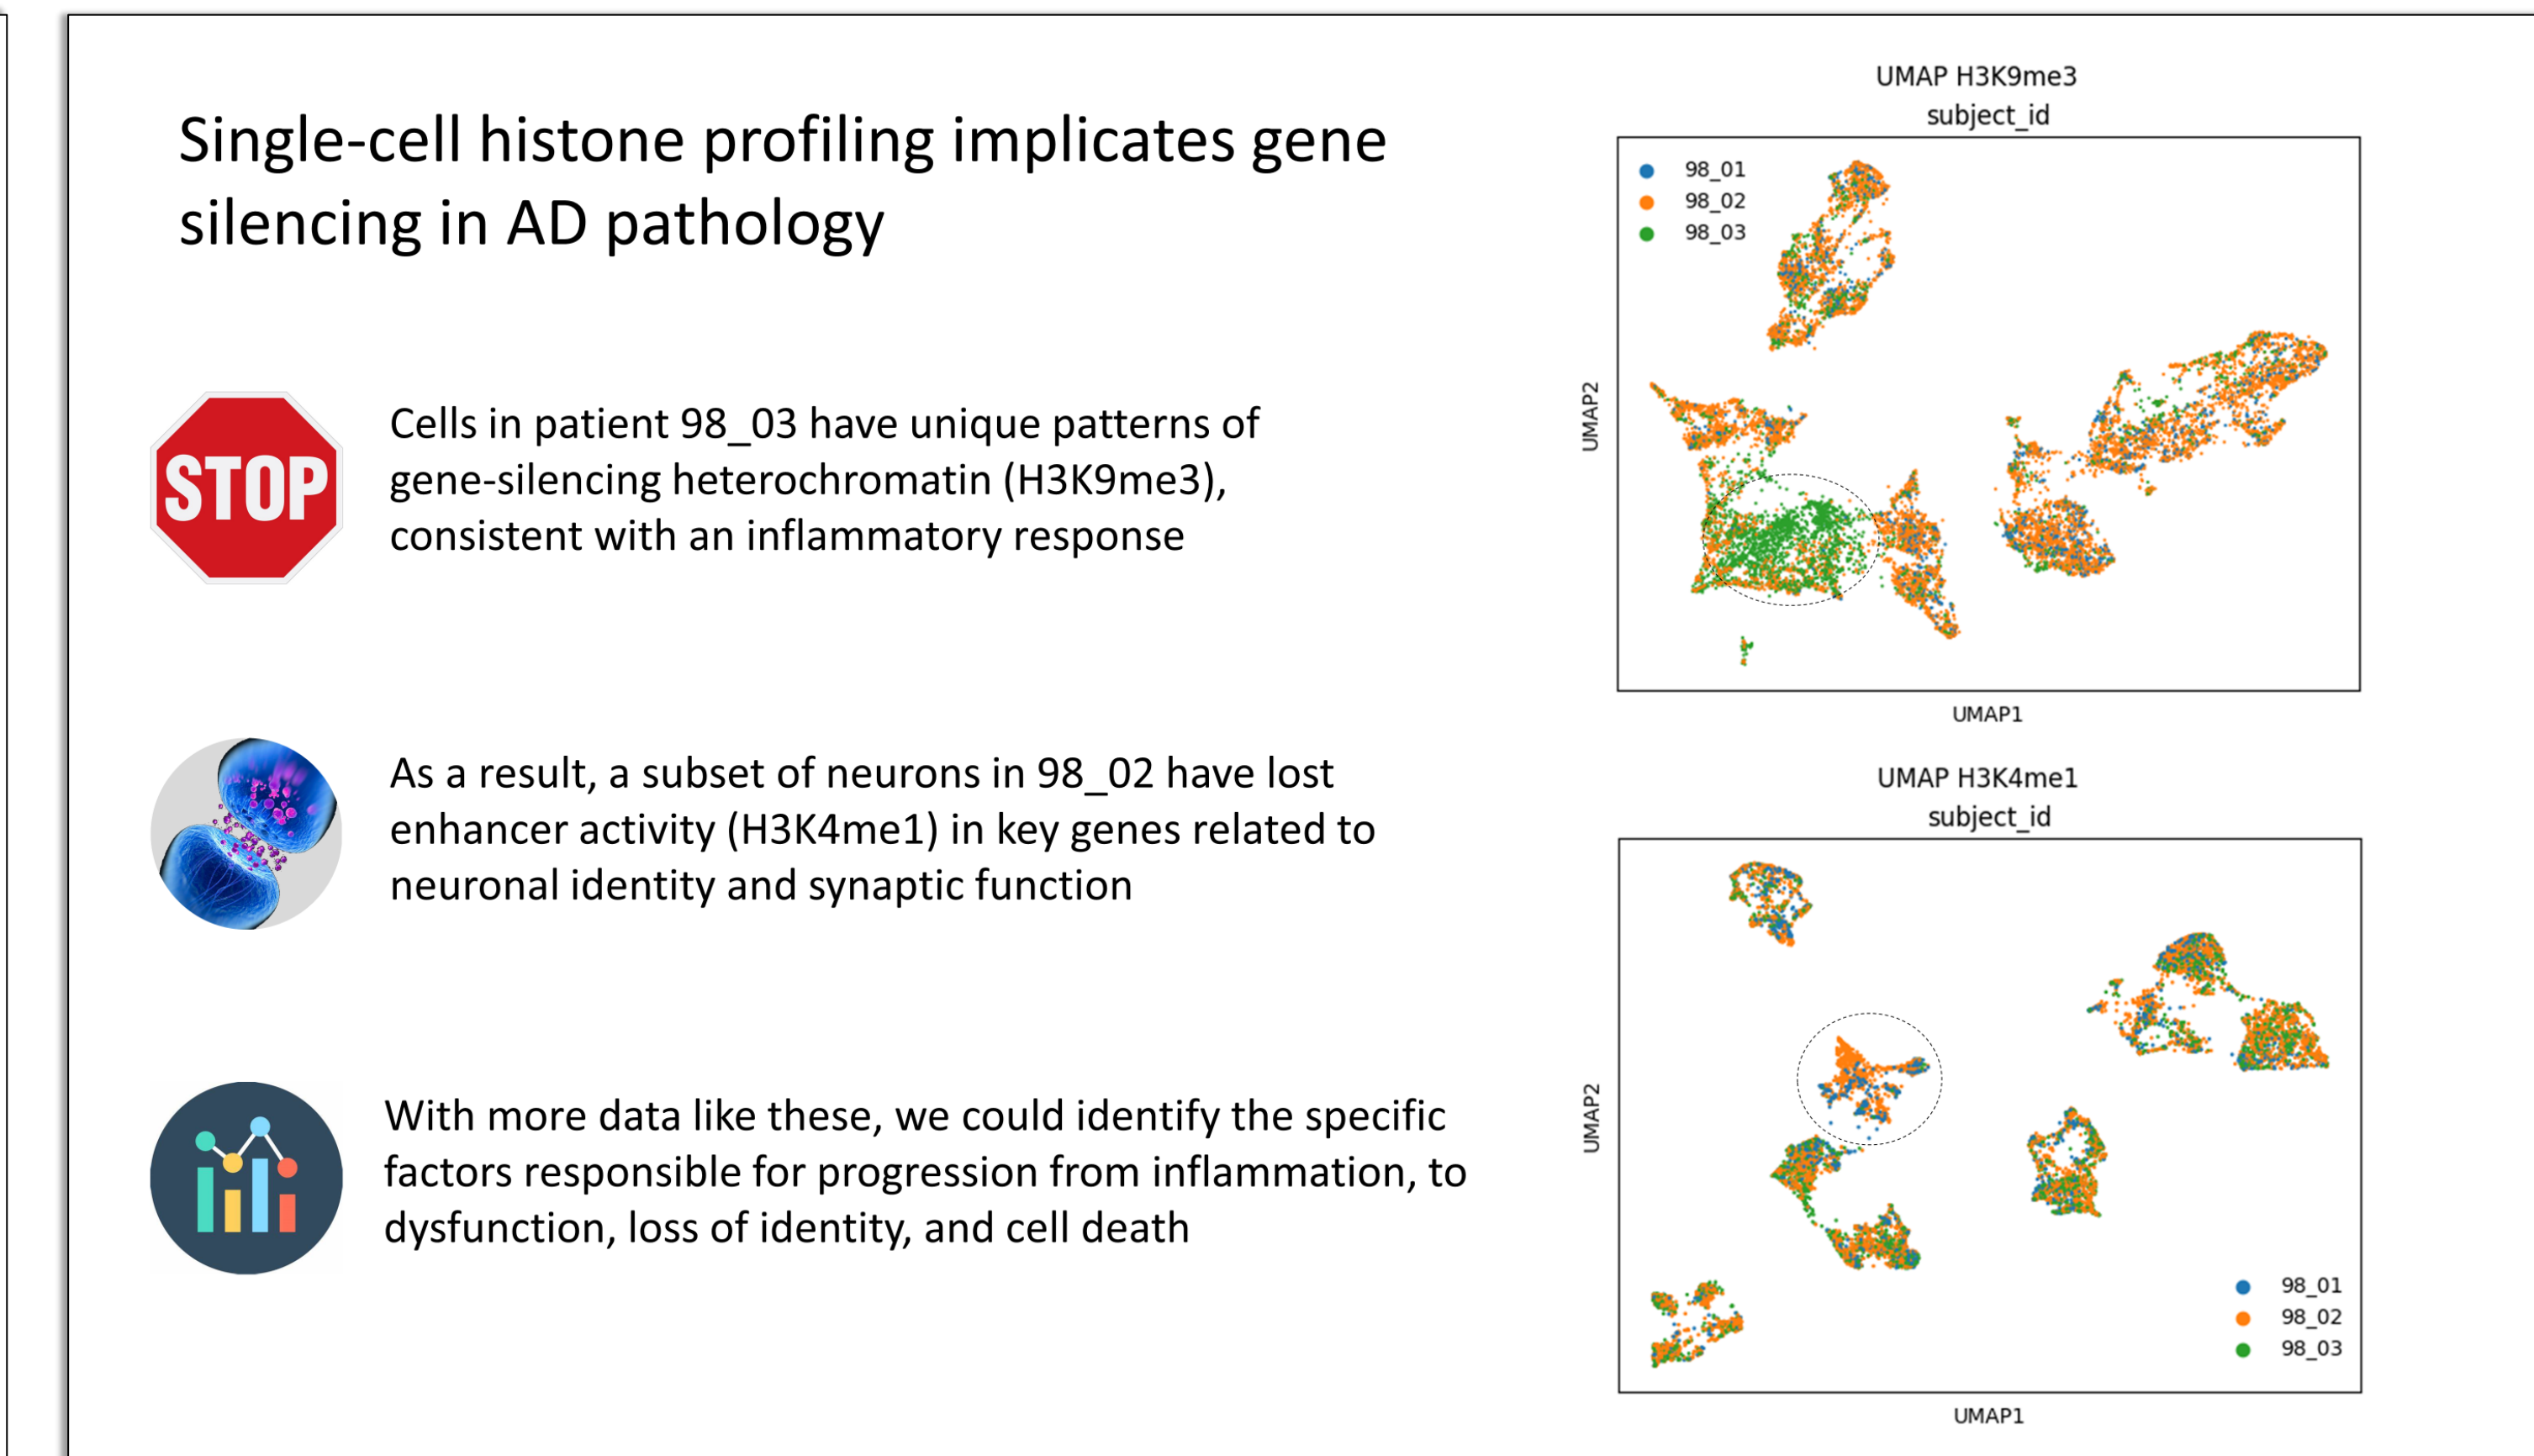 Single-cell histone profiling implicates gene
silencing in AD pathology
STOP
Cells in patient 98_03 have unique patterns of
gene-silencing heterochromatin (H3K9me3),
consistent with an inflammatory response
As a result, a subset of neurons in 98_02 have lost
enhancer activity (H3K4me1) in key genes related to
neuronal identity and synaptic function
With more data like these, we could identify the specific
factors responsible for progression from inflammation, to
dysfunction, loss of identity, and cell death
UMAP H3K9me3
subject_id
98_01
98_02
98_03
UMAP2
UMAP1
UMAP H3K4me1
subject_id
UMAP2
98_01
98_02
98_03
UMAP1